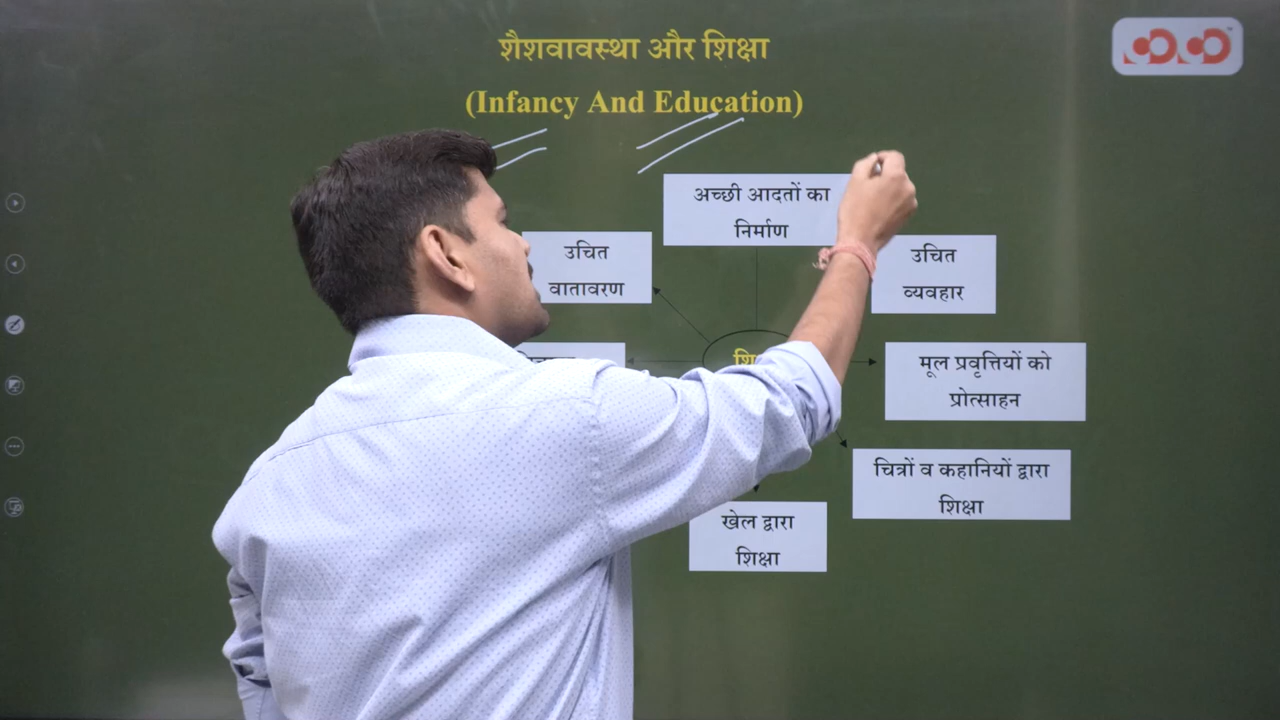 शैशवावस्था और शिक्षा
(Infancy And Education)
अच्छी आदतों का
निर्माण
उचित
वातावरण
उचित
व्यवहार
मूल प्रवृत्तियों को
प्रोत्साहन
चित्रों व कहानियों द्वारा
शिक्षा
खेल द्वारा
शिक्षा